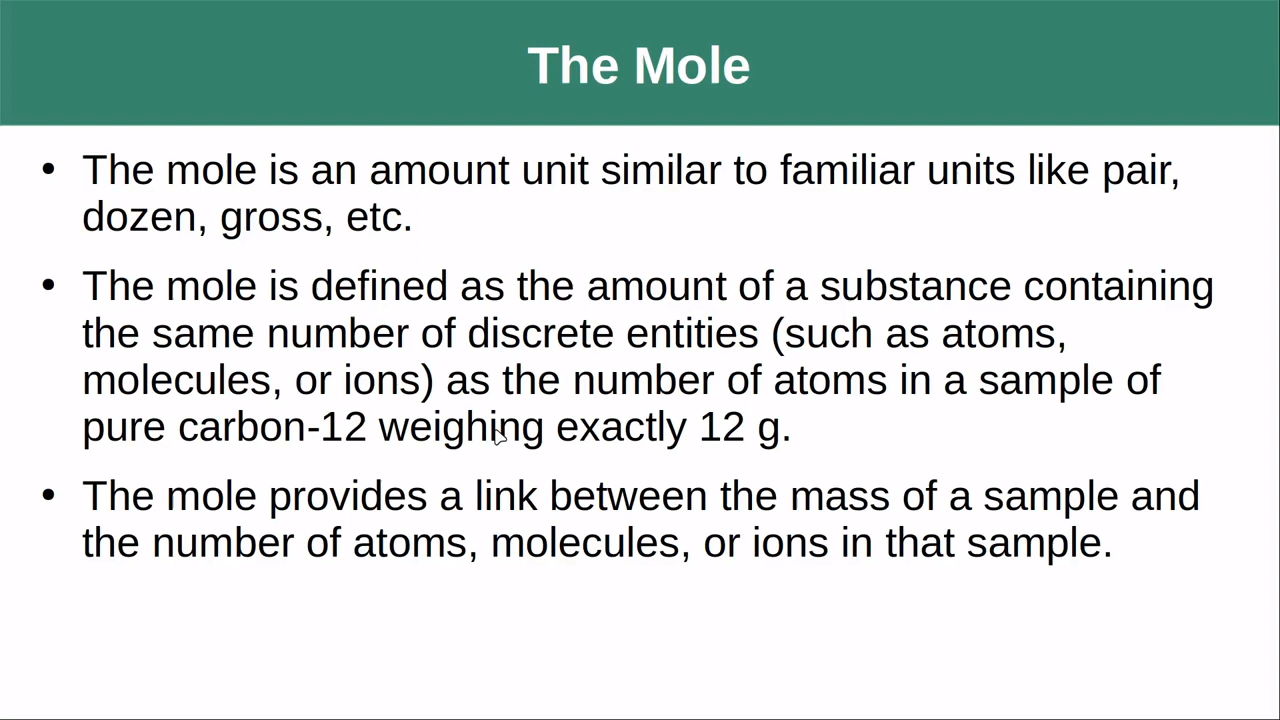 The Mole
• The mole is an amount unit similar to familiar units like pair,
dozen, gross, etc.
• The mole is defined as the amount of a substance containing
the same number of discrete entities (such as atoms,
molecules, or ions) as the number of atoms in a sample of
pure carbon-12 weighing exactly 12 g.
• The mole provides a link between the mass of a sample and
the number of atoms, molecules, or ions in that sample.